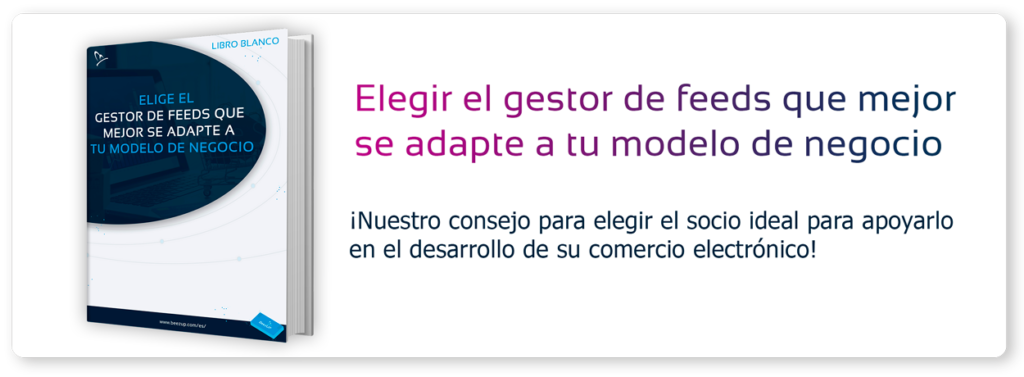 LIBRO BLANCO
ELIGE EL
GESTOR DE FEEDS QUE
MEJOR SE ADAPTE A
TU MODELO DE NEGOCIO
www.beezup.com/es/
Elegir el gestor de feeds que mejor
se adapte a tu modelo de negocio
¡Nuestro consejo para elegir el socio ideal para apoyarlo
en el desarrollo de su comercio electrónico!